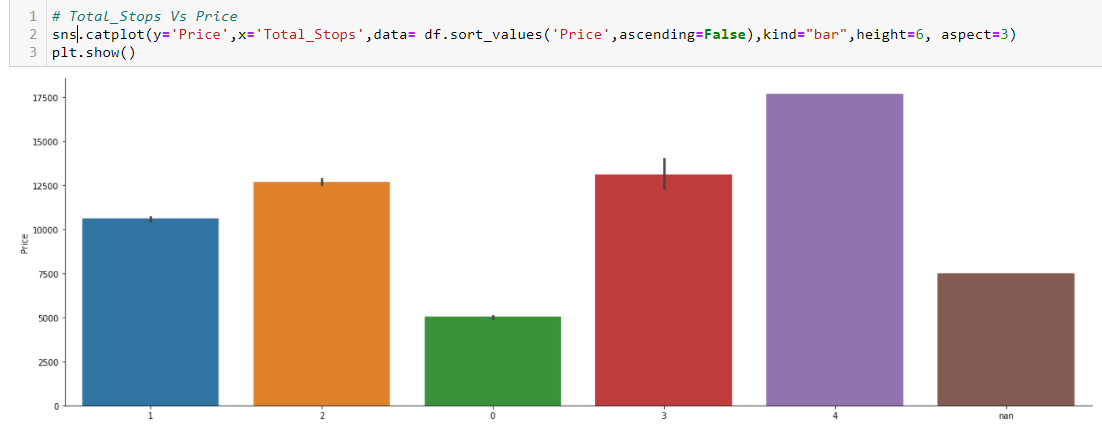 1 # Total_Stops Vs Price
2 sns.catplot(y='Price',x='Total_Stops',data= df.sort_values('Price',ascending=False),kind="bar",height=6, aspect=3)
3 plt.show()
17500
15000
12500
10000
7500
5000
2500
0
Price
1 2 0 3 4 nan